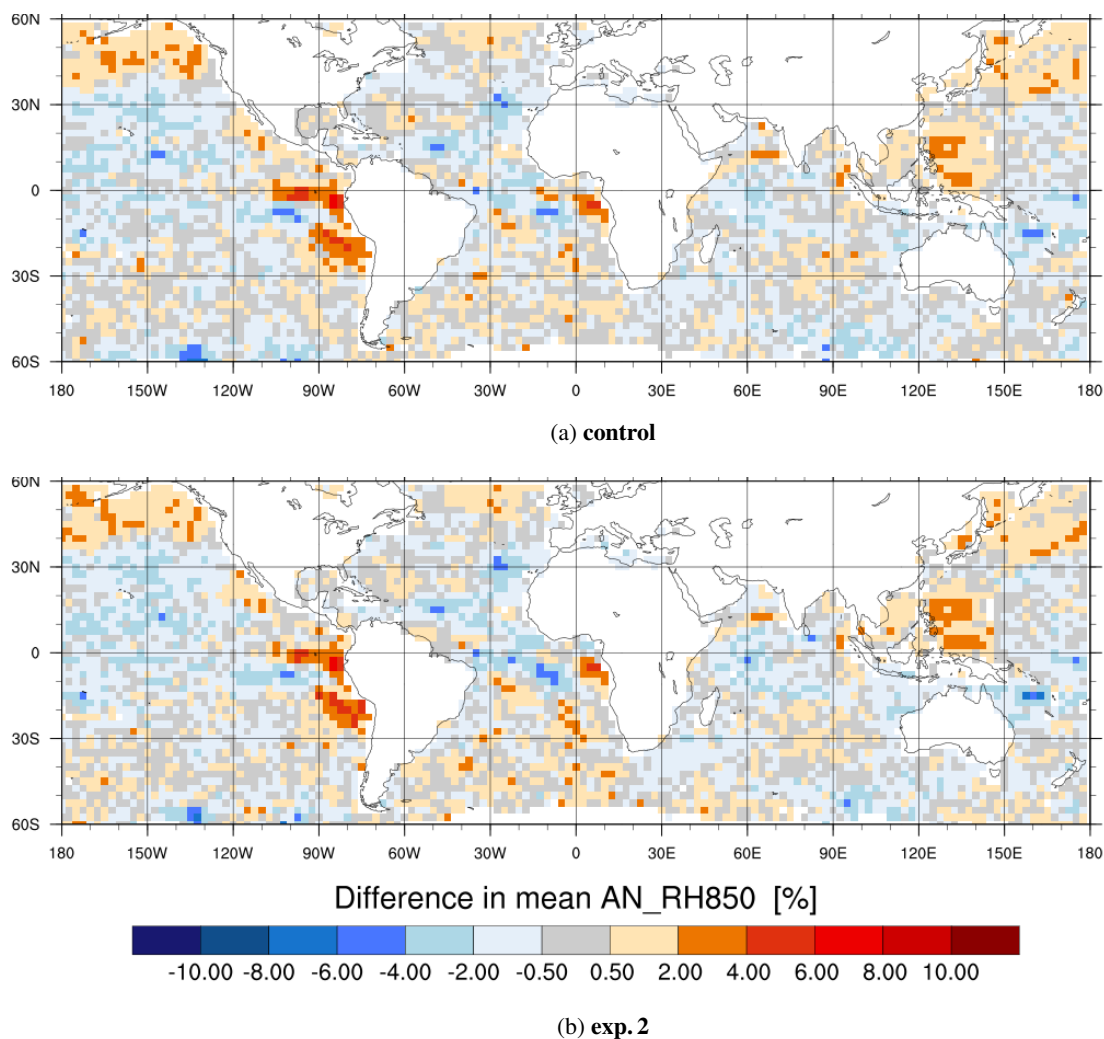 60N
30N
0
30S
60S
180 150W 120W 90W 60W 30W 0 30E 60E 90E 120E 150E 180
(a) control
60N
30N
0
30S
60S
180 150W 120W 90W 60W 30W 0 30E 60E 90E 120E 150E 180
Difference in mean AN_RH850 [%]
-10.00 -8.00 -6.00 -4.00 -2.00 -0.50 0.50 2.00 4.00 6.00 8.00 10.00
(b) exp. 2